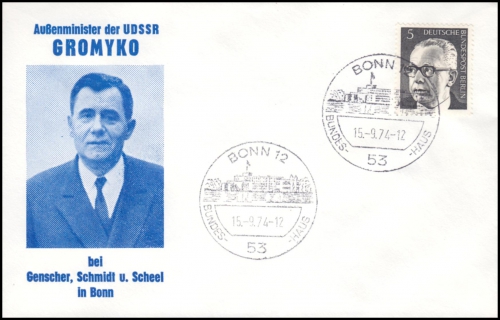 Außenminister der UDSSR
GROMYKO
bei
Genscher, Schmidt u. Scheel
in Bonn
BONN 12
15.-9.74-12
BUNDES-
-HAUS
53
BONN 12
15.-9.74-12
BUNDES-
-HAUS
53
5
DEUTSCHE
BUNDESPOST BERLIN